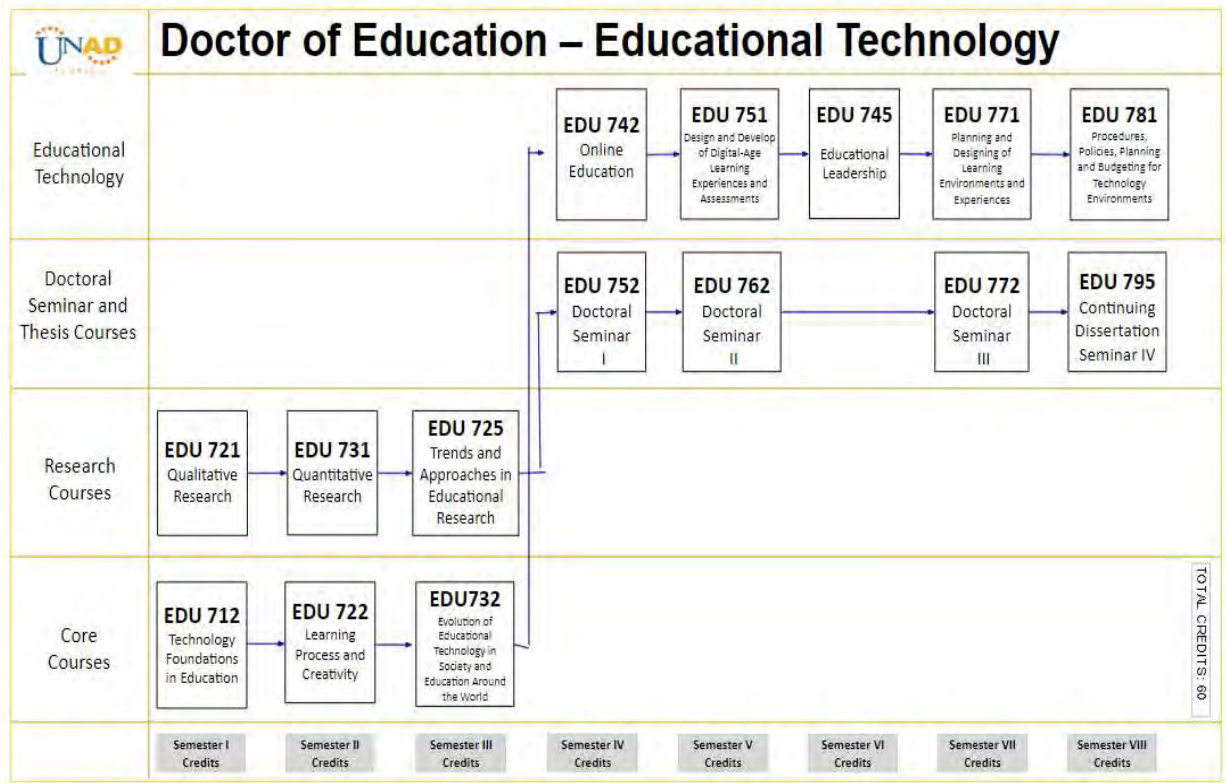 UNAD
FLORIDA
Doctor of Education – Educational Technology
Educational
Technology
EDU 742
Online
Education
EDU 751
Design and Develop
of Digital-Age
Learning
Experiences and
Assessments
EDU 745
Educational
Leadership
EDU 771
Planning and
Designing of
Learning
Environments and
Experiences
EDU 781
Procedures,
Policies, Planning
and Budgeting for
Technology
Environments
Doctoral
Seminar and
Thesis Courses
EDU 752
Doctoral
Seminar
I
EDU 762
Doctoral
Seminar
II
EDU 772
Doctoral
Seminar
III
EDU 795
Continuing
Dissertation
Seminar IV
Research
Courses
EDU 721
Qualitative
Research
EDU 731
Quantitative
Research
EDU 725
Trends and
Approaches in
Educational
Research
Core
Courses
EDU 712
Technology
Foundations
in Education
EDU 722
Learning
Process and
Creativity
EDU732
Evolution of
Educational
Technology in
Society and
Education Around
the World
TOTAL CREDITS: 60
Semester I
Credits
Semester II
Credits
Semester III
Credits
Semester IV
Credits
Semester V
Credits
Semester VI
Credits
Semester VII
Credits
Semester VIII
Credits